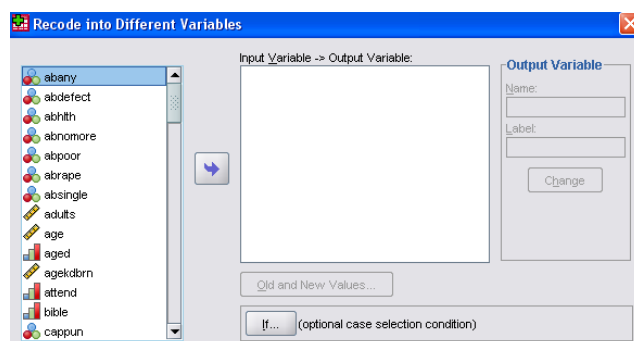 Recode into Different Variables
Input Variable -> Output Variable:
abany
abdefect
abhlth
abnomore
abpoor
abrape
absingle
adults
age
aged
agekdbrn
attend
bible
cappun
Output Variable
Name:
Label:
Change
Old and New Values...
If... (optional case selection condition)